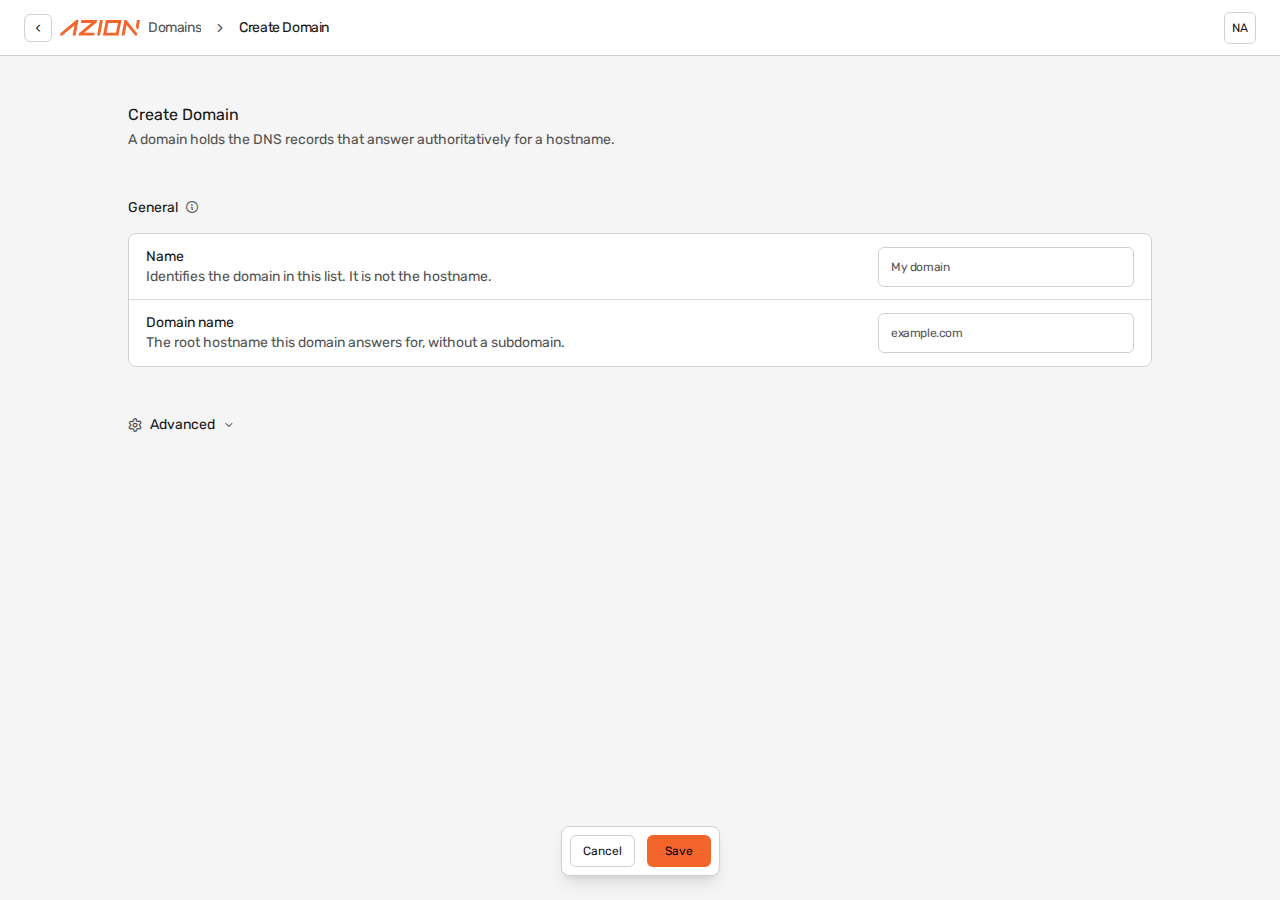 AZION Domains Create Domain NA
Create Domain
A domain holds the DNS records that answer authoritatively for a hostname.
General
Name
Identifies the domain in this list. It is not the hostname.
My domain
Domain name
The root hostname this domain answers for, without a subdomain.
example.com
Advanced
Cancel Save